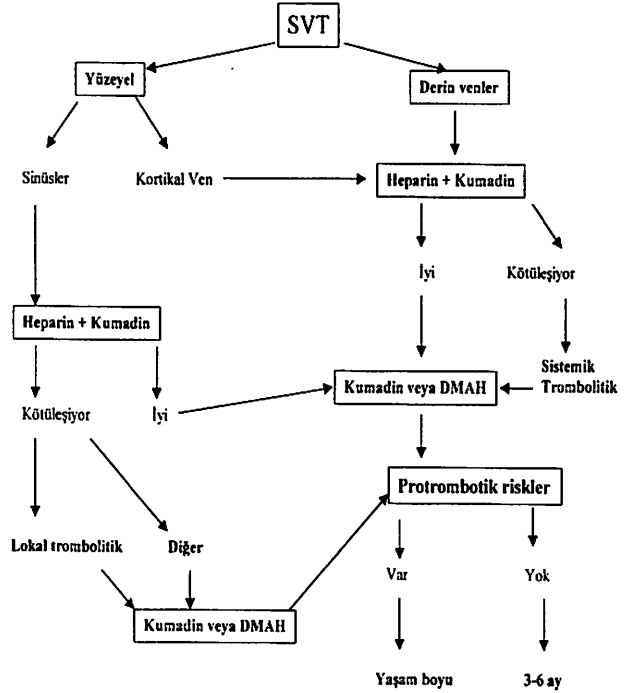 SVT
Yüzeyel
Derin venler
Sinüsler
Kortikal Ven
Heparin + Kumadin
İyi
Kötüleşiyor
Heparin + Kumadin
Sistemik
Trombolitik
Kumadin veya DMAH
Kötüleşiyor
İyi
Protrombotik riskler
Lokal trombolitik
Diğer
Var
Yok
Kumadin veya DMAH
Yaşam boyu
3-6 ay